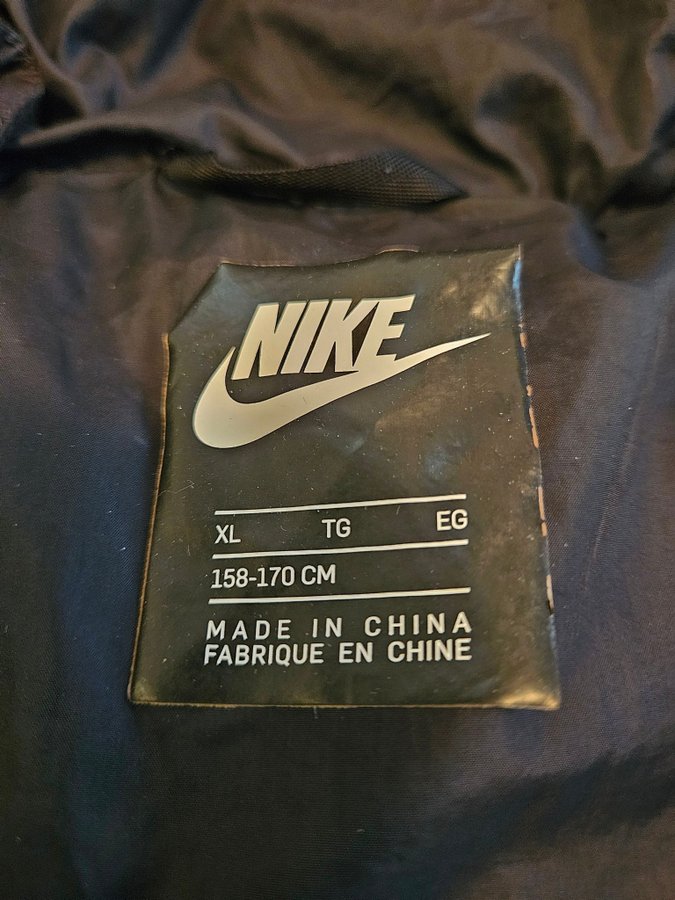 NIKE
XL TG EG
158-170 CM
MADE IN CHINA
FABRIQUE EN CHINE